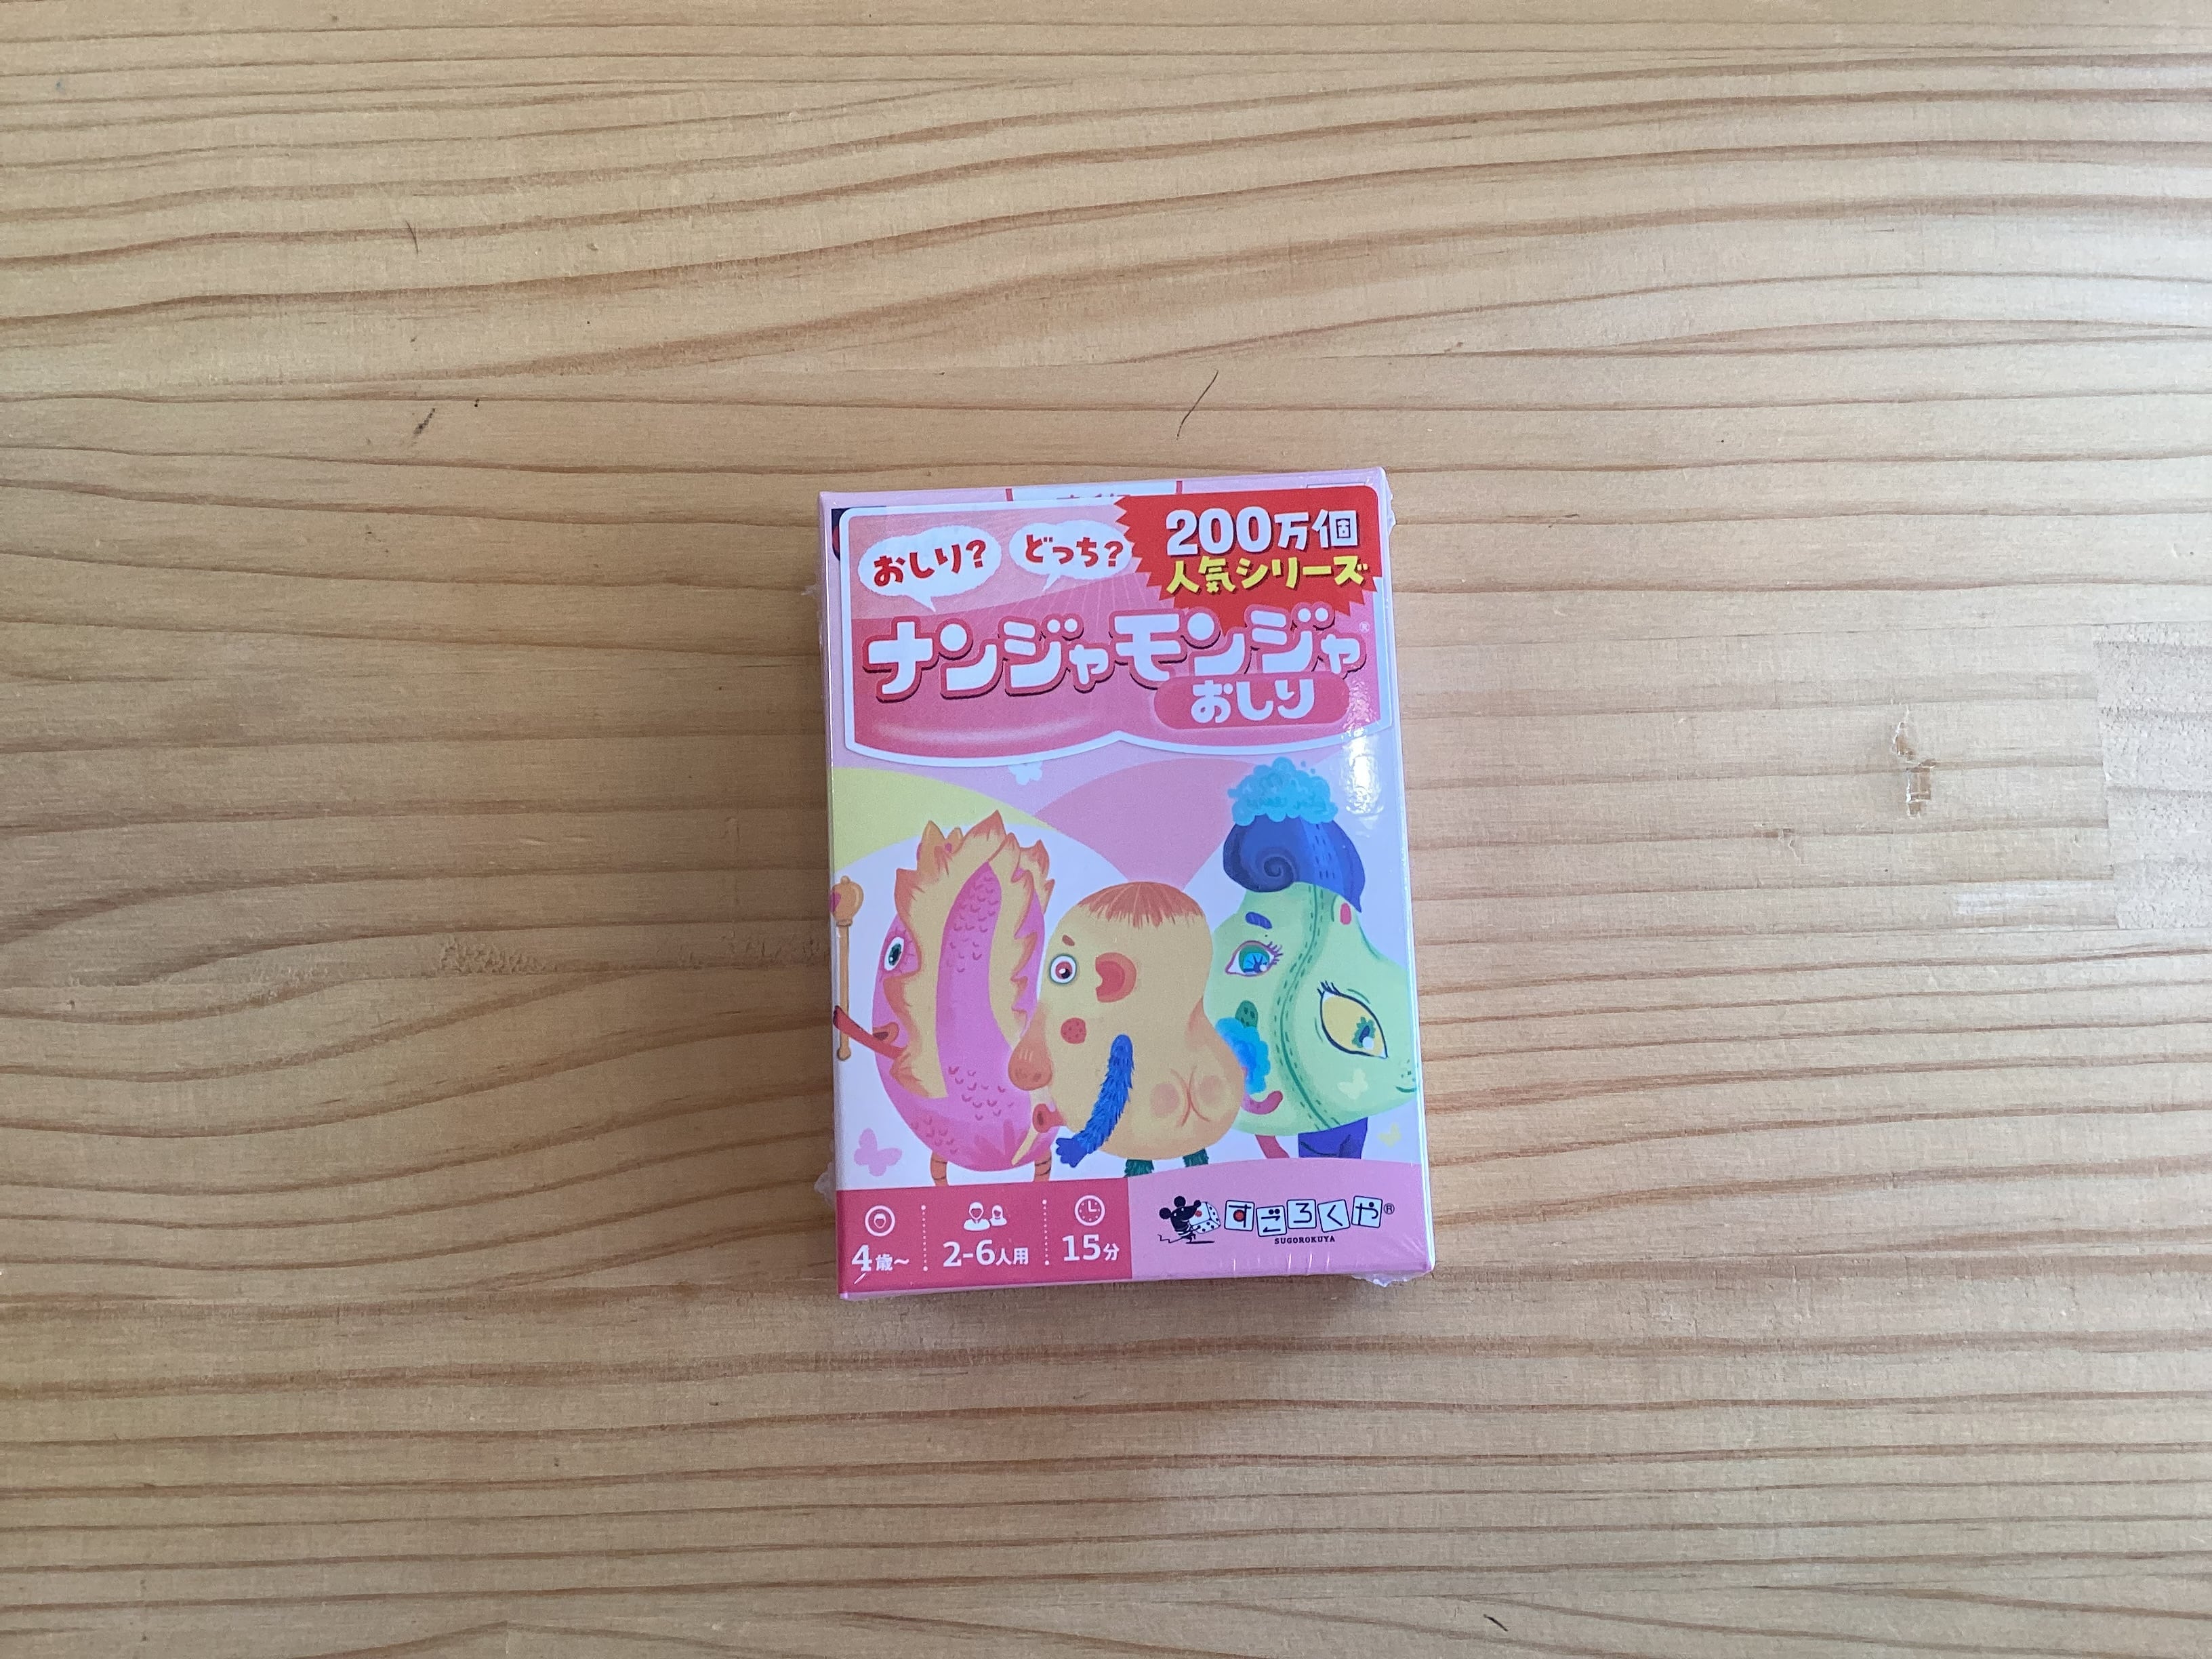 おしり?
どっち?
200万個
人気シリーズ
ナンジャモンジャ®
おしり
4歳~
2-6人用
15分
すごろくや®
SUGOROKUYA